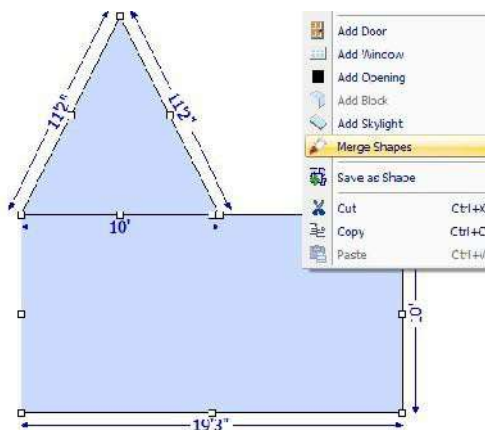 Add Door
Add Window
Add Opening
Add Block
Add Skylight
Merge Shapes
Save as Shape
Cut Ctrl+X
Copy Ctrl+C
Paste Ctrl+V
11'2"
11'2"
10'
10'
19'3"